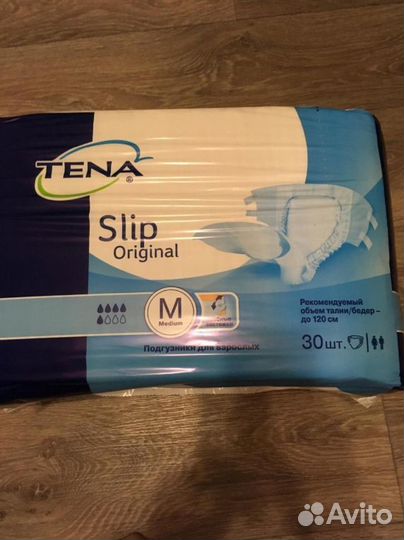 TENA
®
Slip
Original
M
Medium
Рекомендуемый
объем талии/бедер –
до 120 см
30 шт.
Подгузники для взрослых
Avito